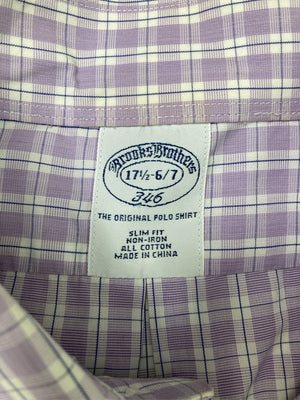 Brooks Brothers
17½-6/7
346
THE ORIGINAL POLO SHIRT
SLIM FIT
NON-IRON
ALL COTTON
MADE IN CHINA